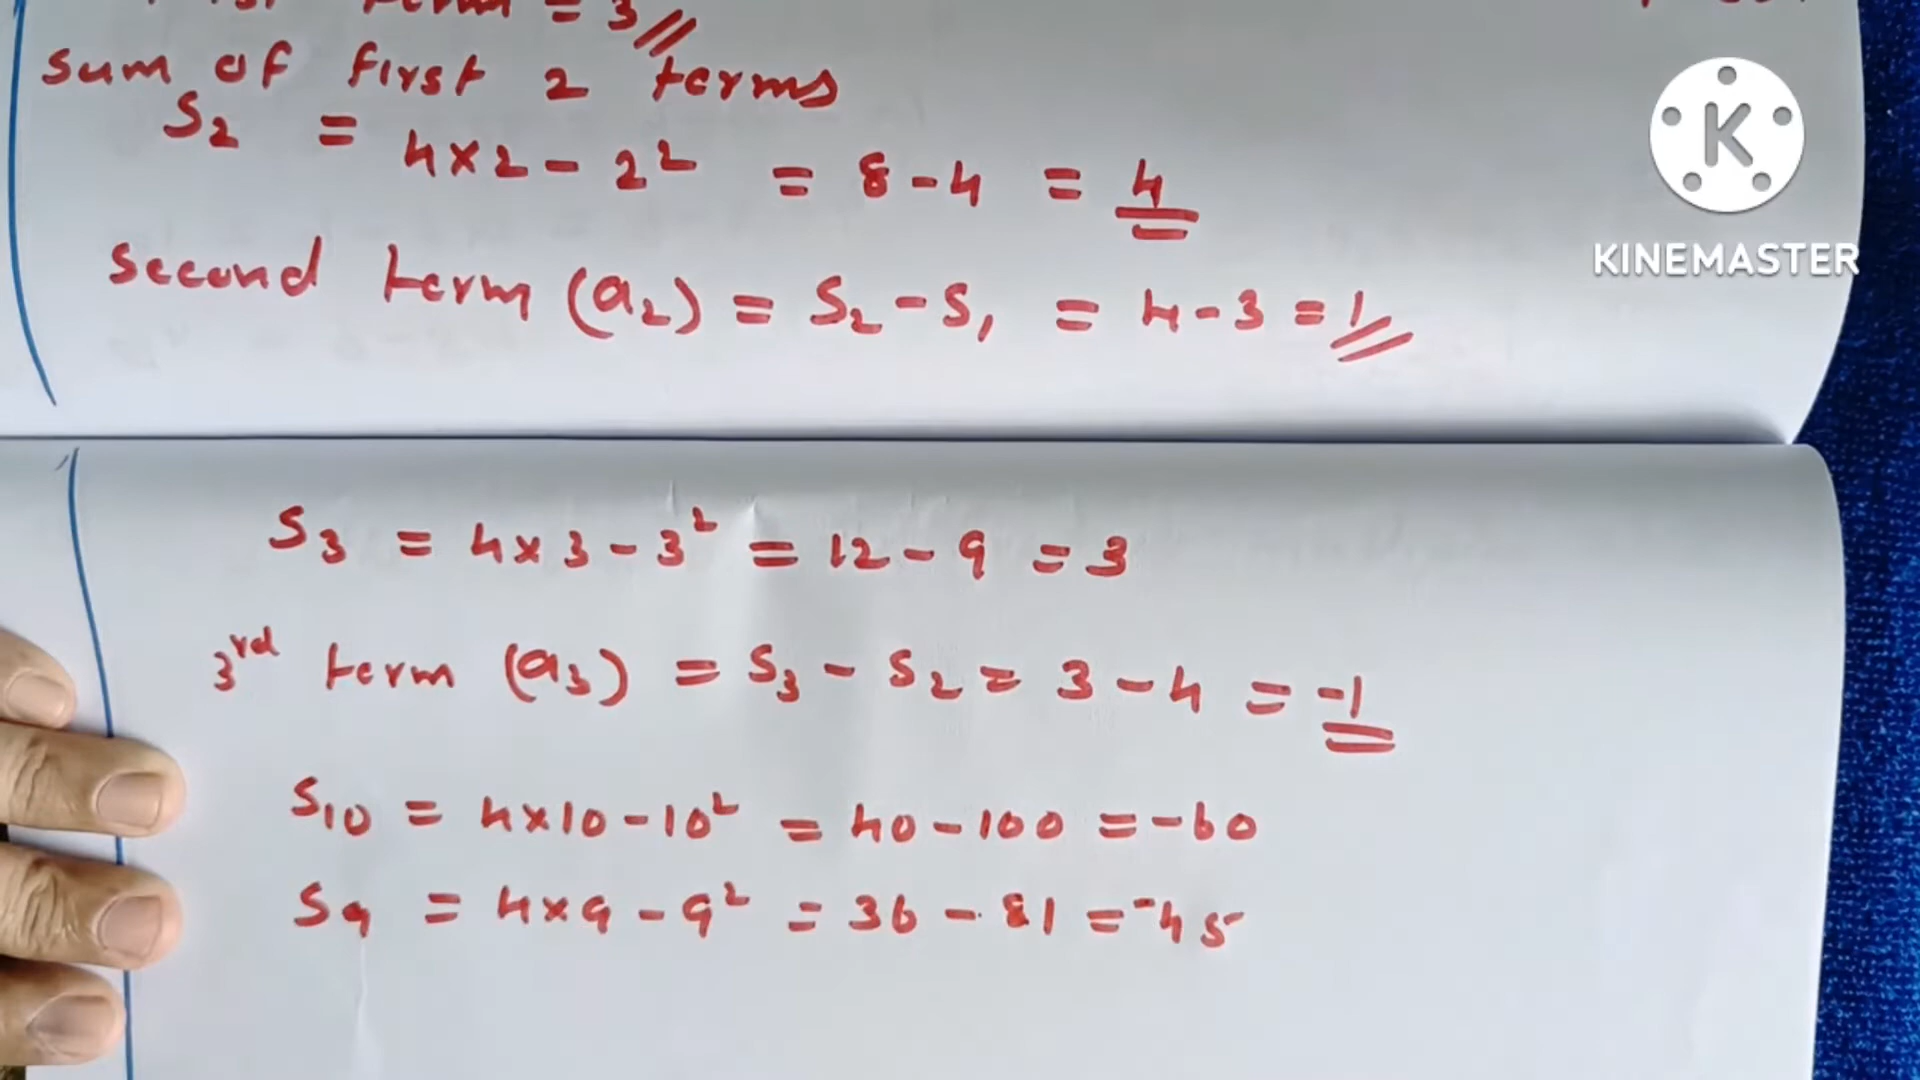 term = 3
sum of first 2 terms
S₂ = 4×2 - 2² = 8-4 = 4
second term (a₂) = S₂-S₁ = 4-3 = 1
S₃ = 4×3 - 3² = 12 - 9 = 3
3rd term (a₃) = S₃ - S₂ = 3 - 4 = -1
S₁₀ = 4×10 - 10² = 40 - 100 = -60
S₉ = 4×9 - 9² = 36 - 81 = -45
K
KINEMASTER